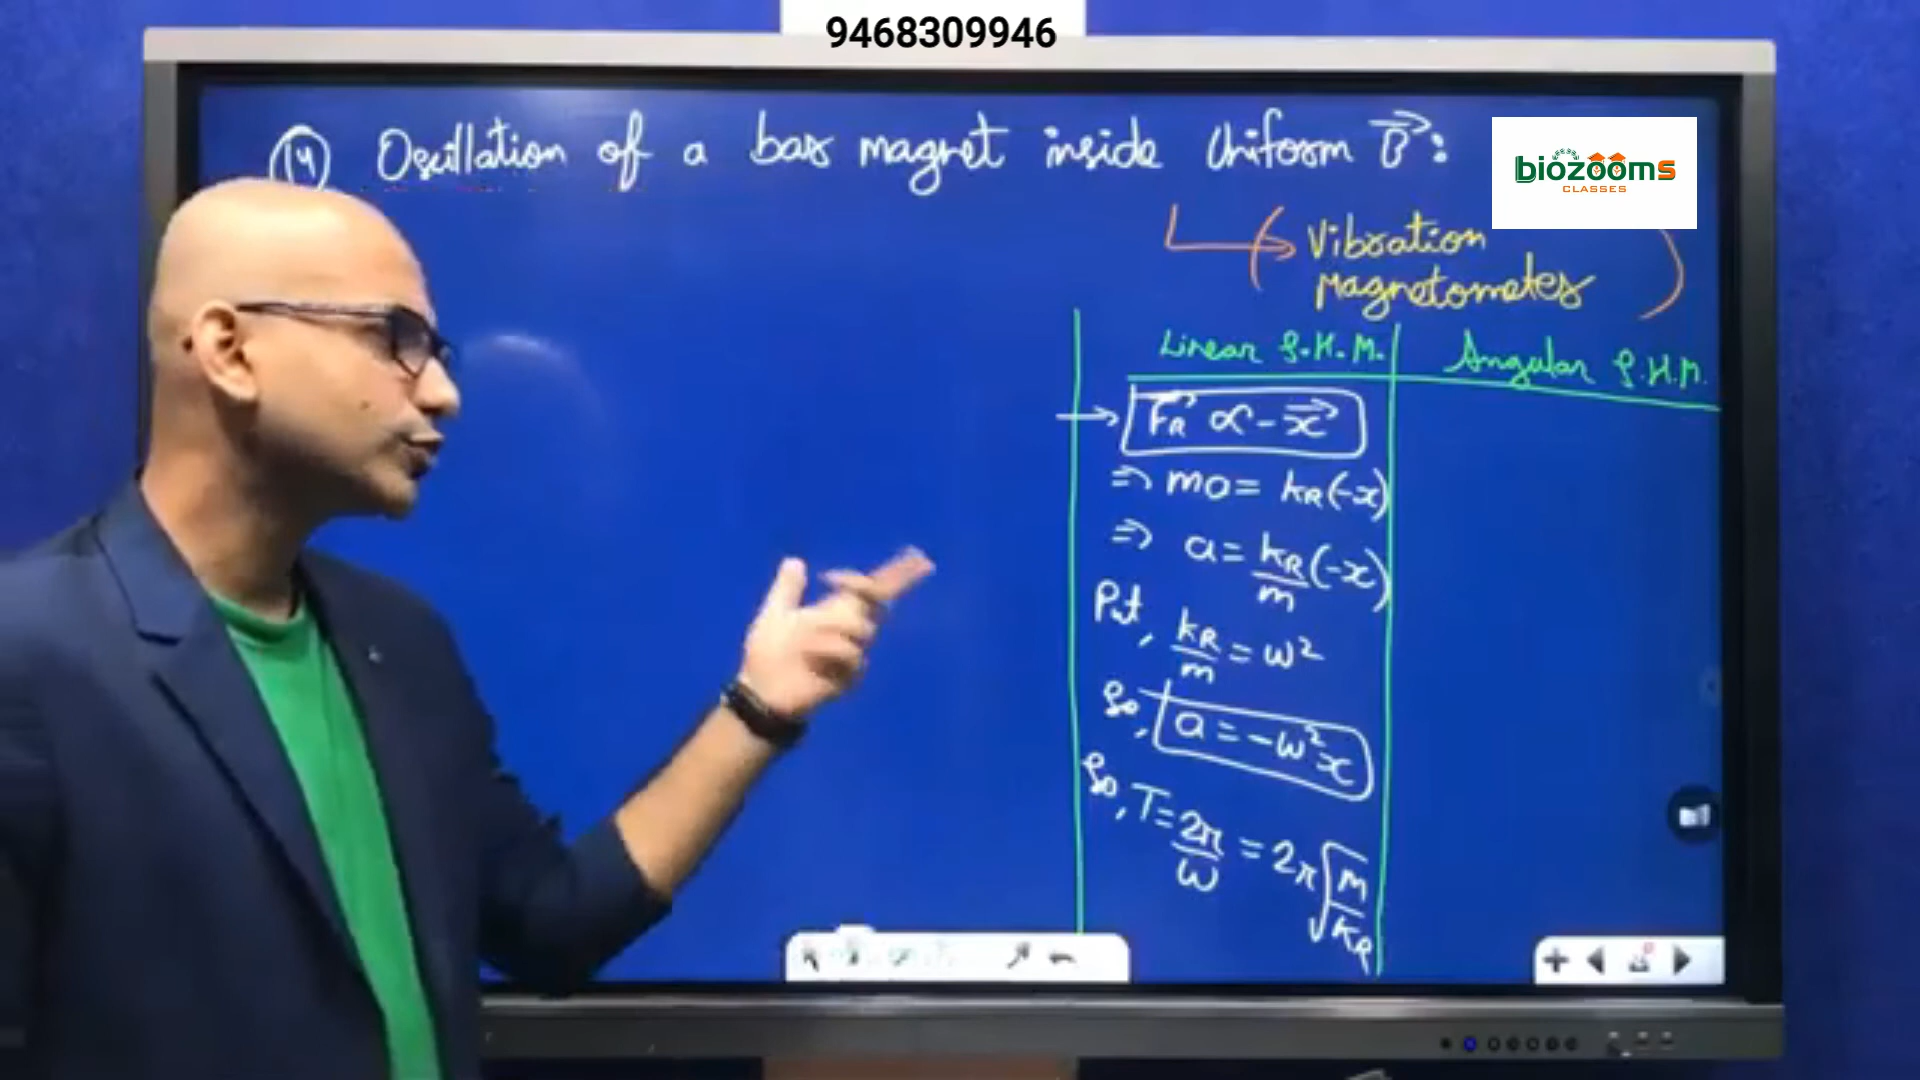 9468309946
(14) Oscillation of a bar magnet inside Uniform B⃗ :
biozooms
CLASSES
Vibration
Magnetometer
Linear S.H.M.
Angular S.H.M.
F⃗R ∝ -x⃗
⇒ ma = kR(-x)
⇒ a = kR/m (-x)
Put, kR/m = ω²
So, a = -ω²x
So, T = 2π/ω = 2π√(m/kR)